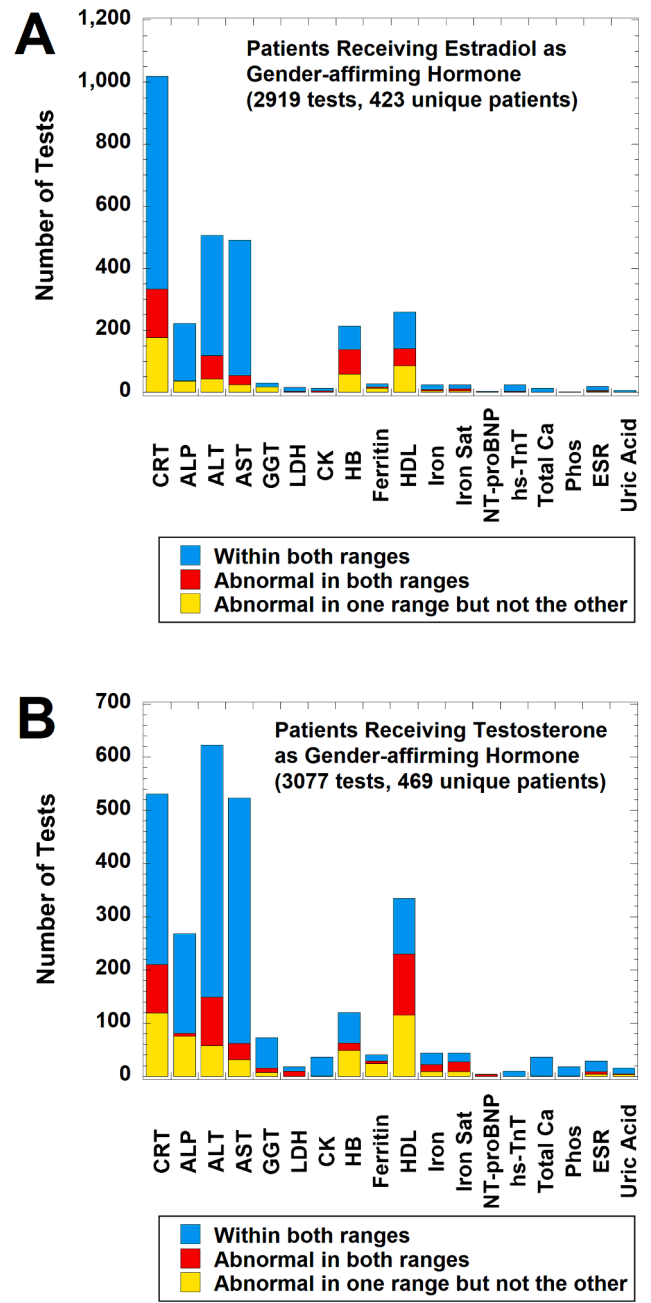 A
1,200
1,000
800
600
400
200
0
Number of Tests
Patients Receiving Estradiol as
Gender-affirming Hormone
(2919 tests, 423 unique patients)
CRT
ALP
ALT
AST
GGT
LDH
CK
HB
Ferritin
HDL
Iron
Iron Sat
NT-proBNP
hs-TnT
Total Ca
Phos
ESR
Uric Acid
Within both ranges
Abnormal in both ranges
Abnormal in one range but not the other
B
700
600
500
400
300
200
100
0
Number of Tests
Patients Receiving Testosterone
as Gender-affirming Hormone
(3077 tests, 469 unique patients)
CRT
ALP
ALT
AST
GGT
LDH
CK
HB
Ferritin
HDL
Iron
Iron Sat
NT-proBNP
hs-TnT
Total Ca
Phos
ESR
Uric Acid
Within both ranges
Abnormal in both ranges
Abnormal in one range but not the other